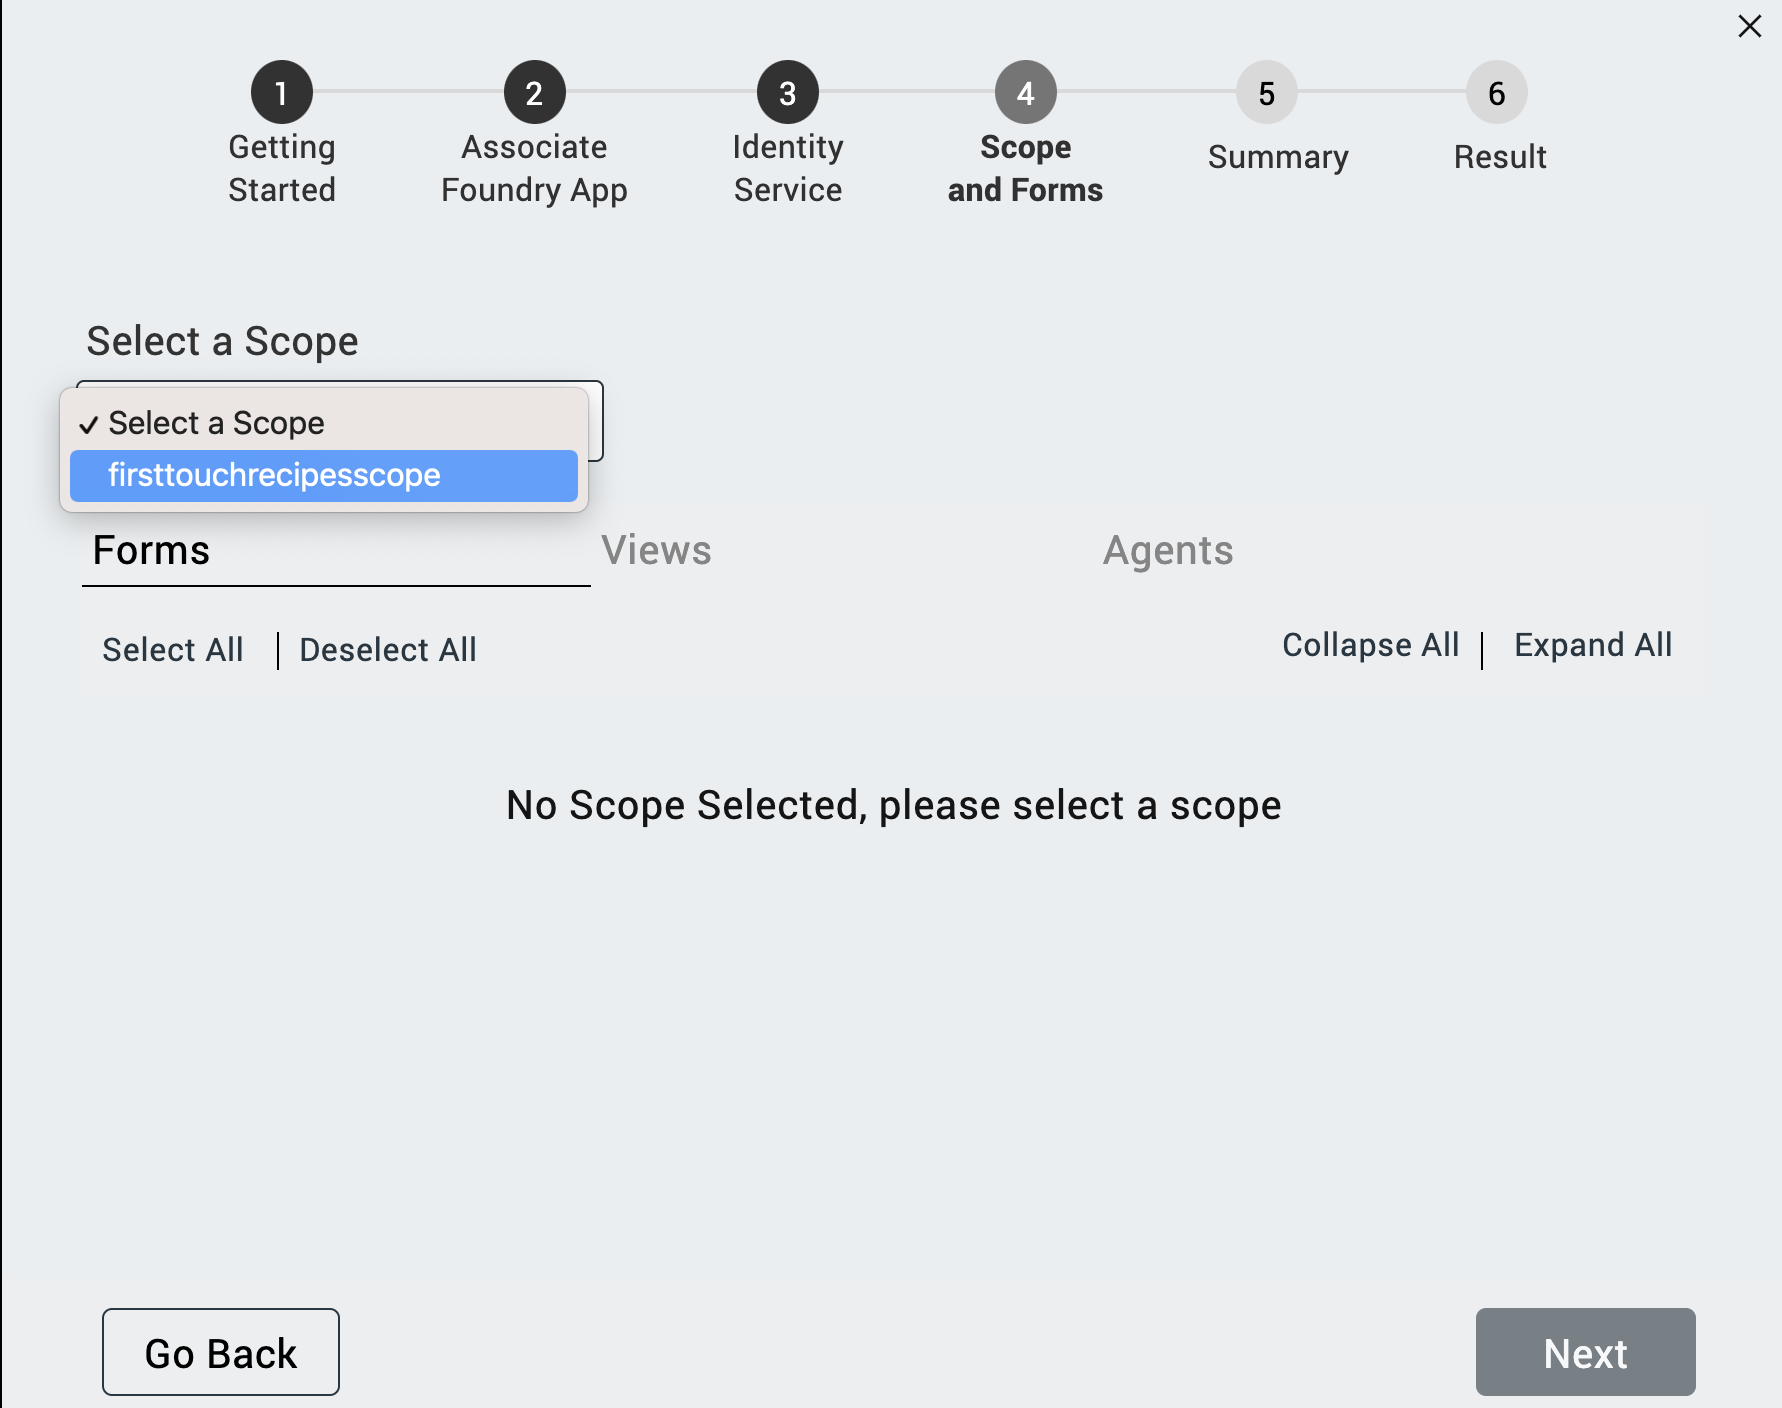 1
2
3
4
5
6
Getting
Started
Associate
Foundry App
Identity
Service
Scope
and Forms
Summary
Result
Select a Scope
✓ Select a Scope
firsttouchrecipesscope
Forms
Views
Agents
Select All | Deselect All
Collapse All | Expand All
No Scope Selected, please select a scope
Go Back
Next